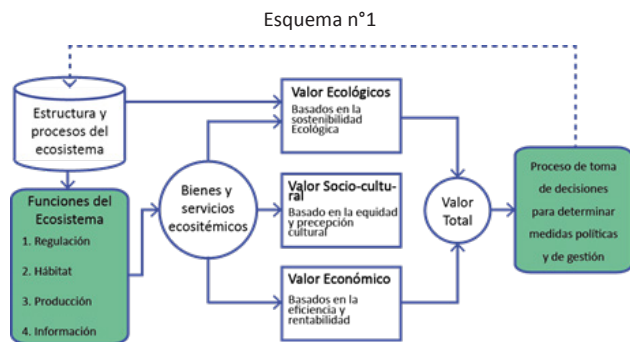 Esquema n°1
Estructura y
procesos del
ecosistema
Funciones del
Ecosistema
1. Regulación
2. Hábitat
3. Producción
4. Información
Bienes y
servicios
ecositémicos
Valor Ecológicos
Basados en la
sostenibilidad
Ecológica
Valor Socio-cultu-
ral
Basado en la equidad
y precepción
cultural
Valor Económico
Basados en la
eficiencia y
rentabilidad
Valor
Total
Proceso de toma
de decisiones
para determinar
medidas políticas
y de gestión